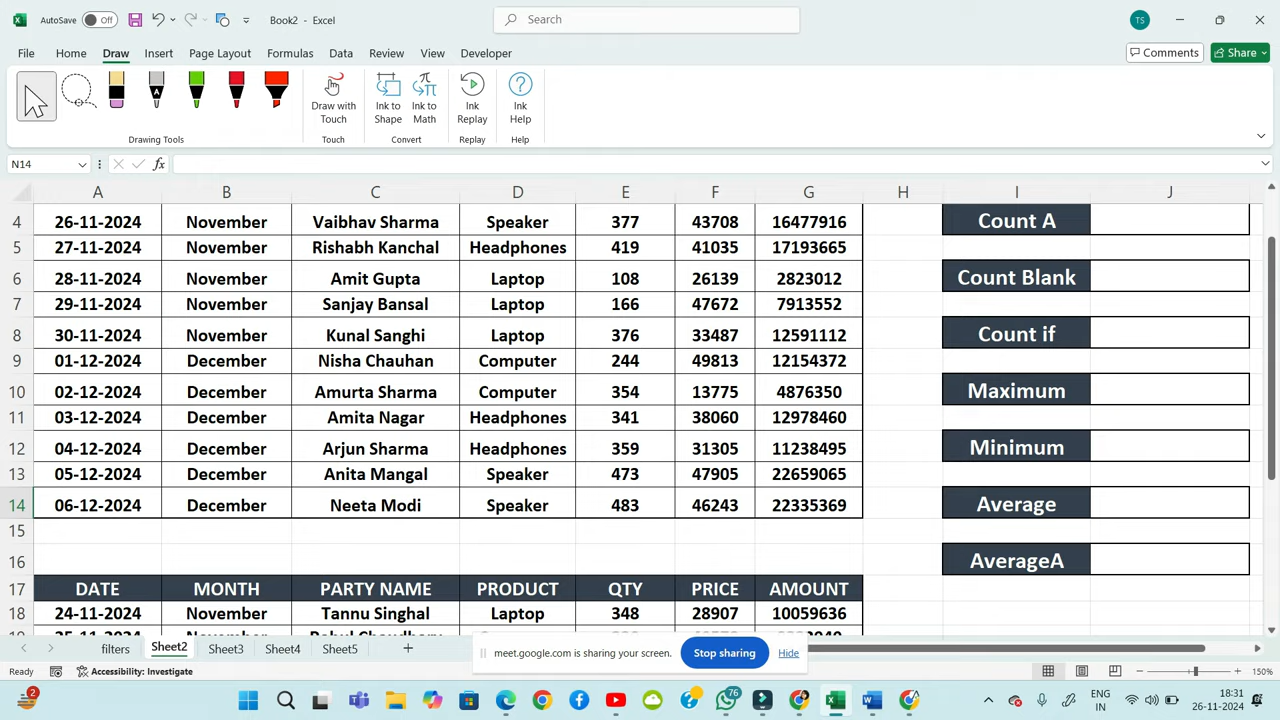 AutoSave Off Book2 - Excel Search TS
File Home Draw Insert Page Layout Formulas Data Review View Developer Comments Share
Draw with Touch Ink to Shape Ink to Math Ink Replay Ink Help
Drawing Tools Touch Convert Replay Help
N14 fx
A B C D E F G H I J
4 26-11-2024 November Vaibhav Sharma Speaker 377 43708 16477916 Count A
5 27-11-2024 November Rishabh Kanchal Headphones 419 41035 17193665
6 28-11-2024 November Amit Gupta Laptop 108 26139 2823012 Count Blank
7 29-11-2024 November Sanjay Bansal Laptop 166 47672 7913552
8 30-11-2024 November Kunal Sanghi Laptop 376 33487 12591112 Count if
9 01-12-2024 December Nisha Chauhan Computer 244 49813 12154372
10 02-12-2024 December Amurta Sharma Computer 354 13775 4876350 Maximum
11 03-12-2024 December Amita Nagar Headphones 341 38060 12978460
12 04-12-2024 December Arjun Sharma Headphones 359 31305 11238495 Minimum
13 05-12-2024 December Anita Mangal Speaker 473 47905 22659065
14 06-12-2024 December Neeta Modi Speaker 483 46243 22335369 Average
15
16 AverageA
17 DATE MONTH PARTY NAME PRODUCT QTY PRICE AMOUNT
18 24-11-2024 November Tannu Singhal Laptop 348 28907 10059636
filters Sheet2 Sheet3 Sheet4 Sheet5 +
meet.google.com is sharing your screen. Stop sharing Hide
Accessibility: Investigate 150%
2 76 ENG IN 18:31 26-11-2024